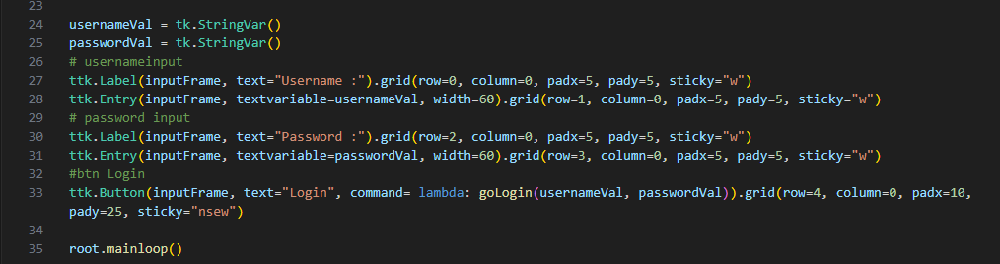 23
24 usernameVal = tk.StringVar()
25 passwordVal = tk.StringVar()
26 # usernameinput
27 ttk.Label(inputFrame, text="Username :").grid(row=0, column=0, padx=5, pady=5, sticky="w")
28 ttk.Entry(inputFrame, textvariable=usernameVal, width=60).grid(row=1, column=0, padx=5, pady=5, sticky="w")
29 # password input
30 ttk.Label(inputFrame, text="Password :").grid(row=2, column=0, padx=5, pady=5, sticky="w")
31 ttk.Entry(inputFrame, textvariable=passwordVal, width=60).grid(row=3, column=0, padx=5, pady=5, sticky="w")
32 #btn Login
33 ttk.Button(inputFrame, text="Login", command= lambda: goLogin(usernameVal, passwordVal)).grid(row=4, column=0, padx=10,
pady=25, sticky="nsew")
34
35 root.mainloop()